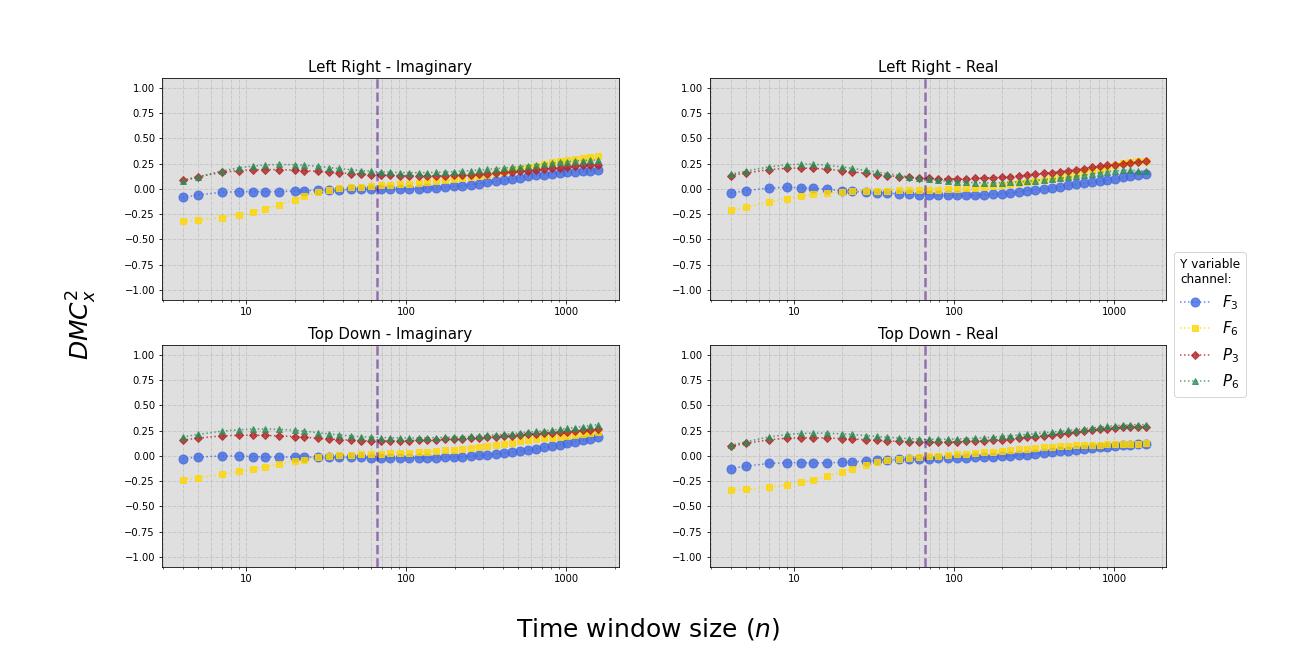 Left Right - Imaginary
1.00
0.75
0.50
0.25
0.00
−0.25
−0.50
−0.75
−1.00
10 100 1000
Left Right - Real
1.00
0.75
0.50
0.25
0.00
−0.25
−0.50
−0.75
−1.00
10 100 1000
Top Down - Imaginary
1.00
0.75
0.50
0.25
0.00
−0.25
−0.50
−0.75
−1.00
10 100 1000
Top Down - Real
1.00
0.75
0.50
0.25
0.00
−0.25
−0.50
−0.75
−1.00
10 100 1000
Y variable
channel:
F₃
F₆
P₃
P₆
DMC²ₓ
Time window size (n)